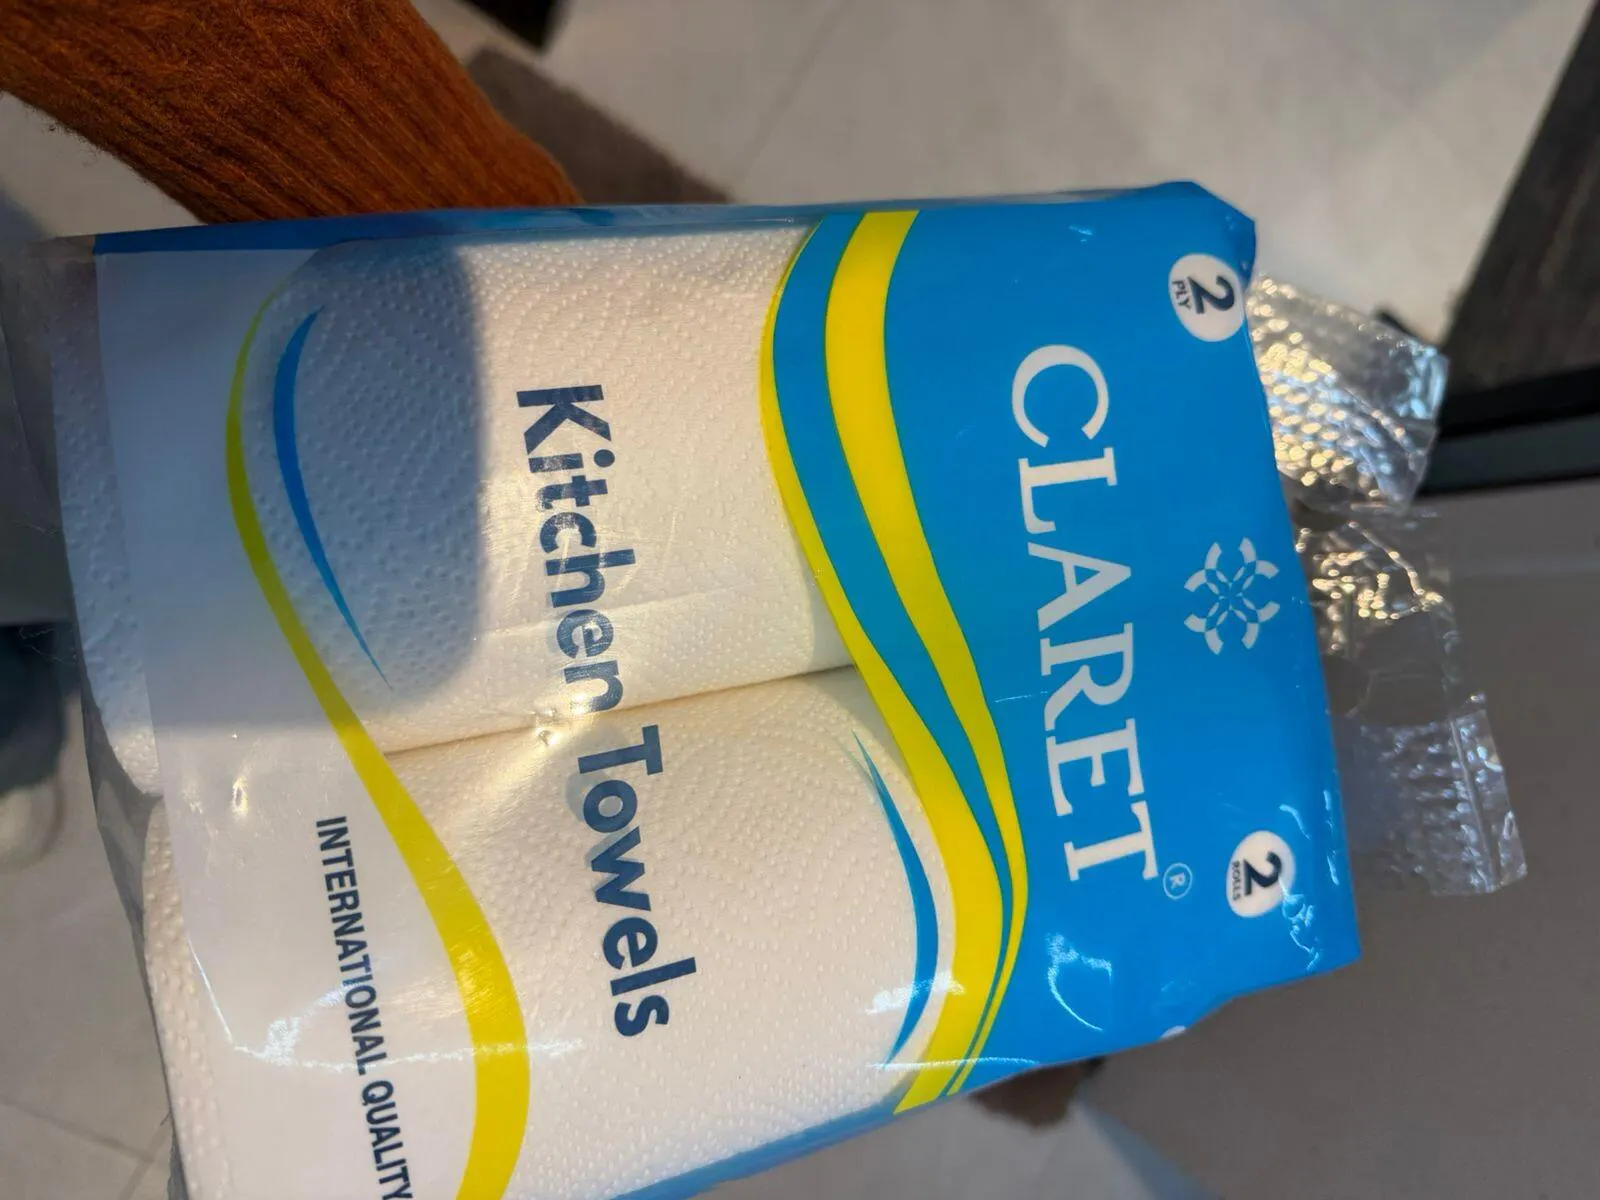 2
PLY
2
ROLLS
CLARET®
Kitchen Towels
INTERNATIONAL QUALITY